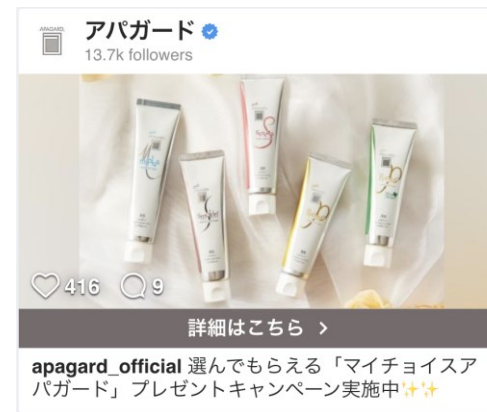 APAGARD.
アパガード
13.7k followers
416 9
詳細はこちら >
apagard_official 選んでもらえる「マイチョイスア
パガード」プレゼントキャンペーン実施中✨✨